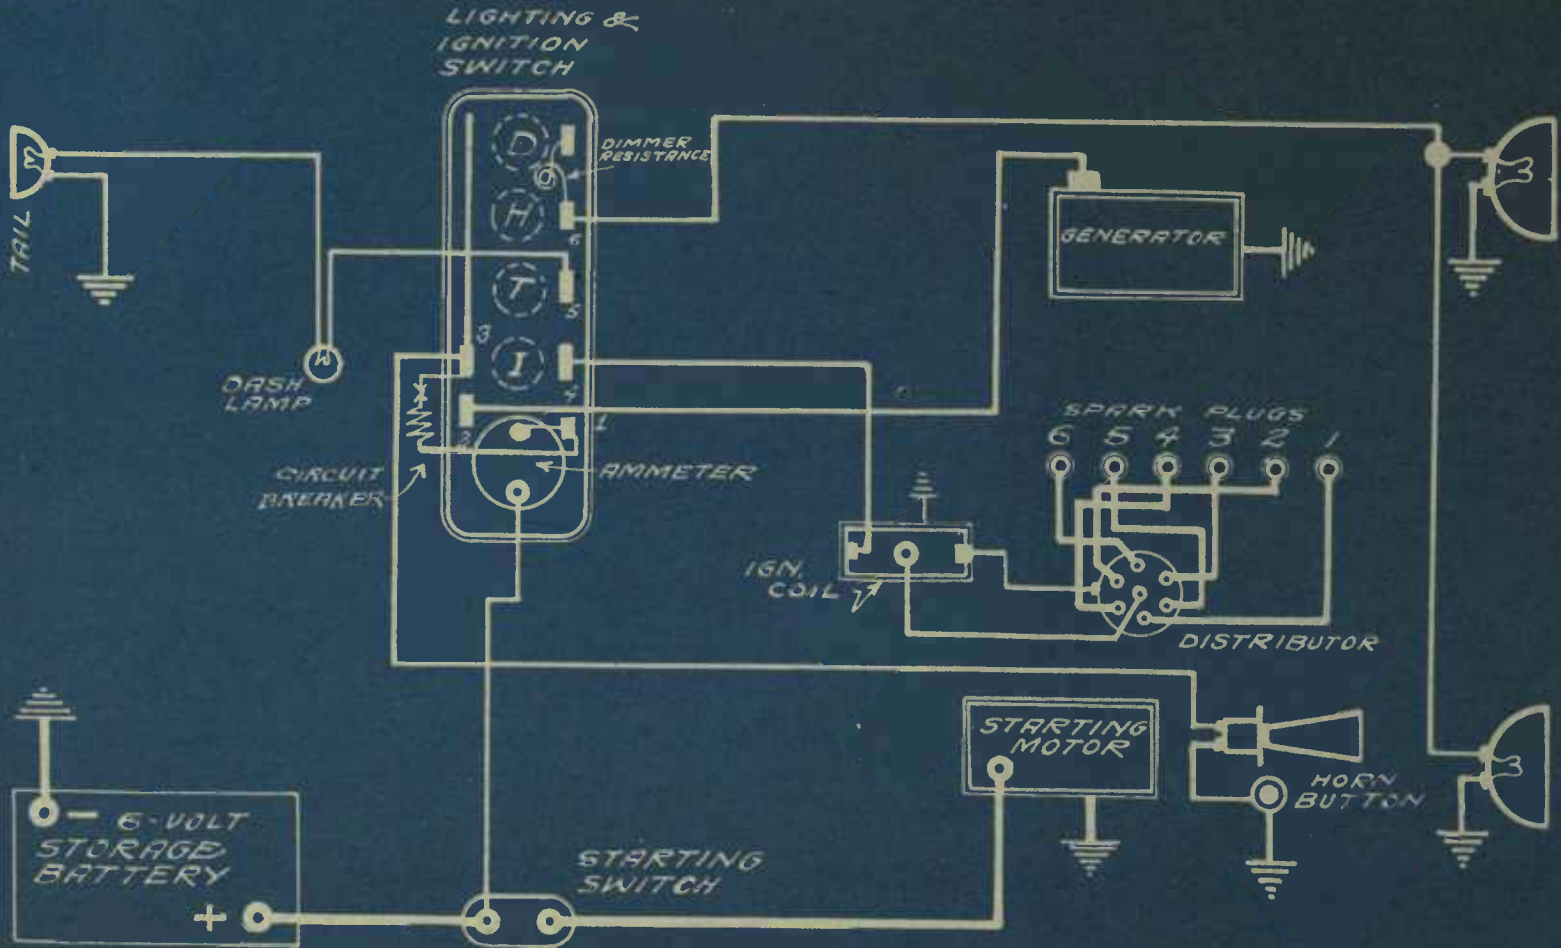 LIGHTING &
IGNITION
SWITCH
D
DIMMER
RESISTANCE
H
6
TAIL
GENERATOR
T
5
3
I
4
DASH
LAMP
1
2
CIRCUIT
BREAKER
AMMETER
SPARK PLUGS
6 5 4 3 2 1
IGN.
COIL
DISTRIBUTOR
STARTING
MOTOR
HORN
BUTTON
- 6-VOLT
STORAGE
BATTERY
+
STARTING
SWITCH